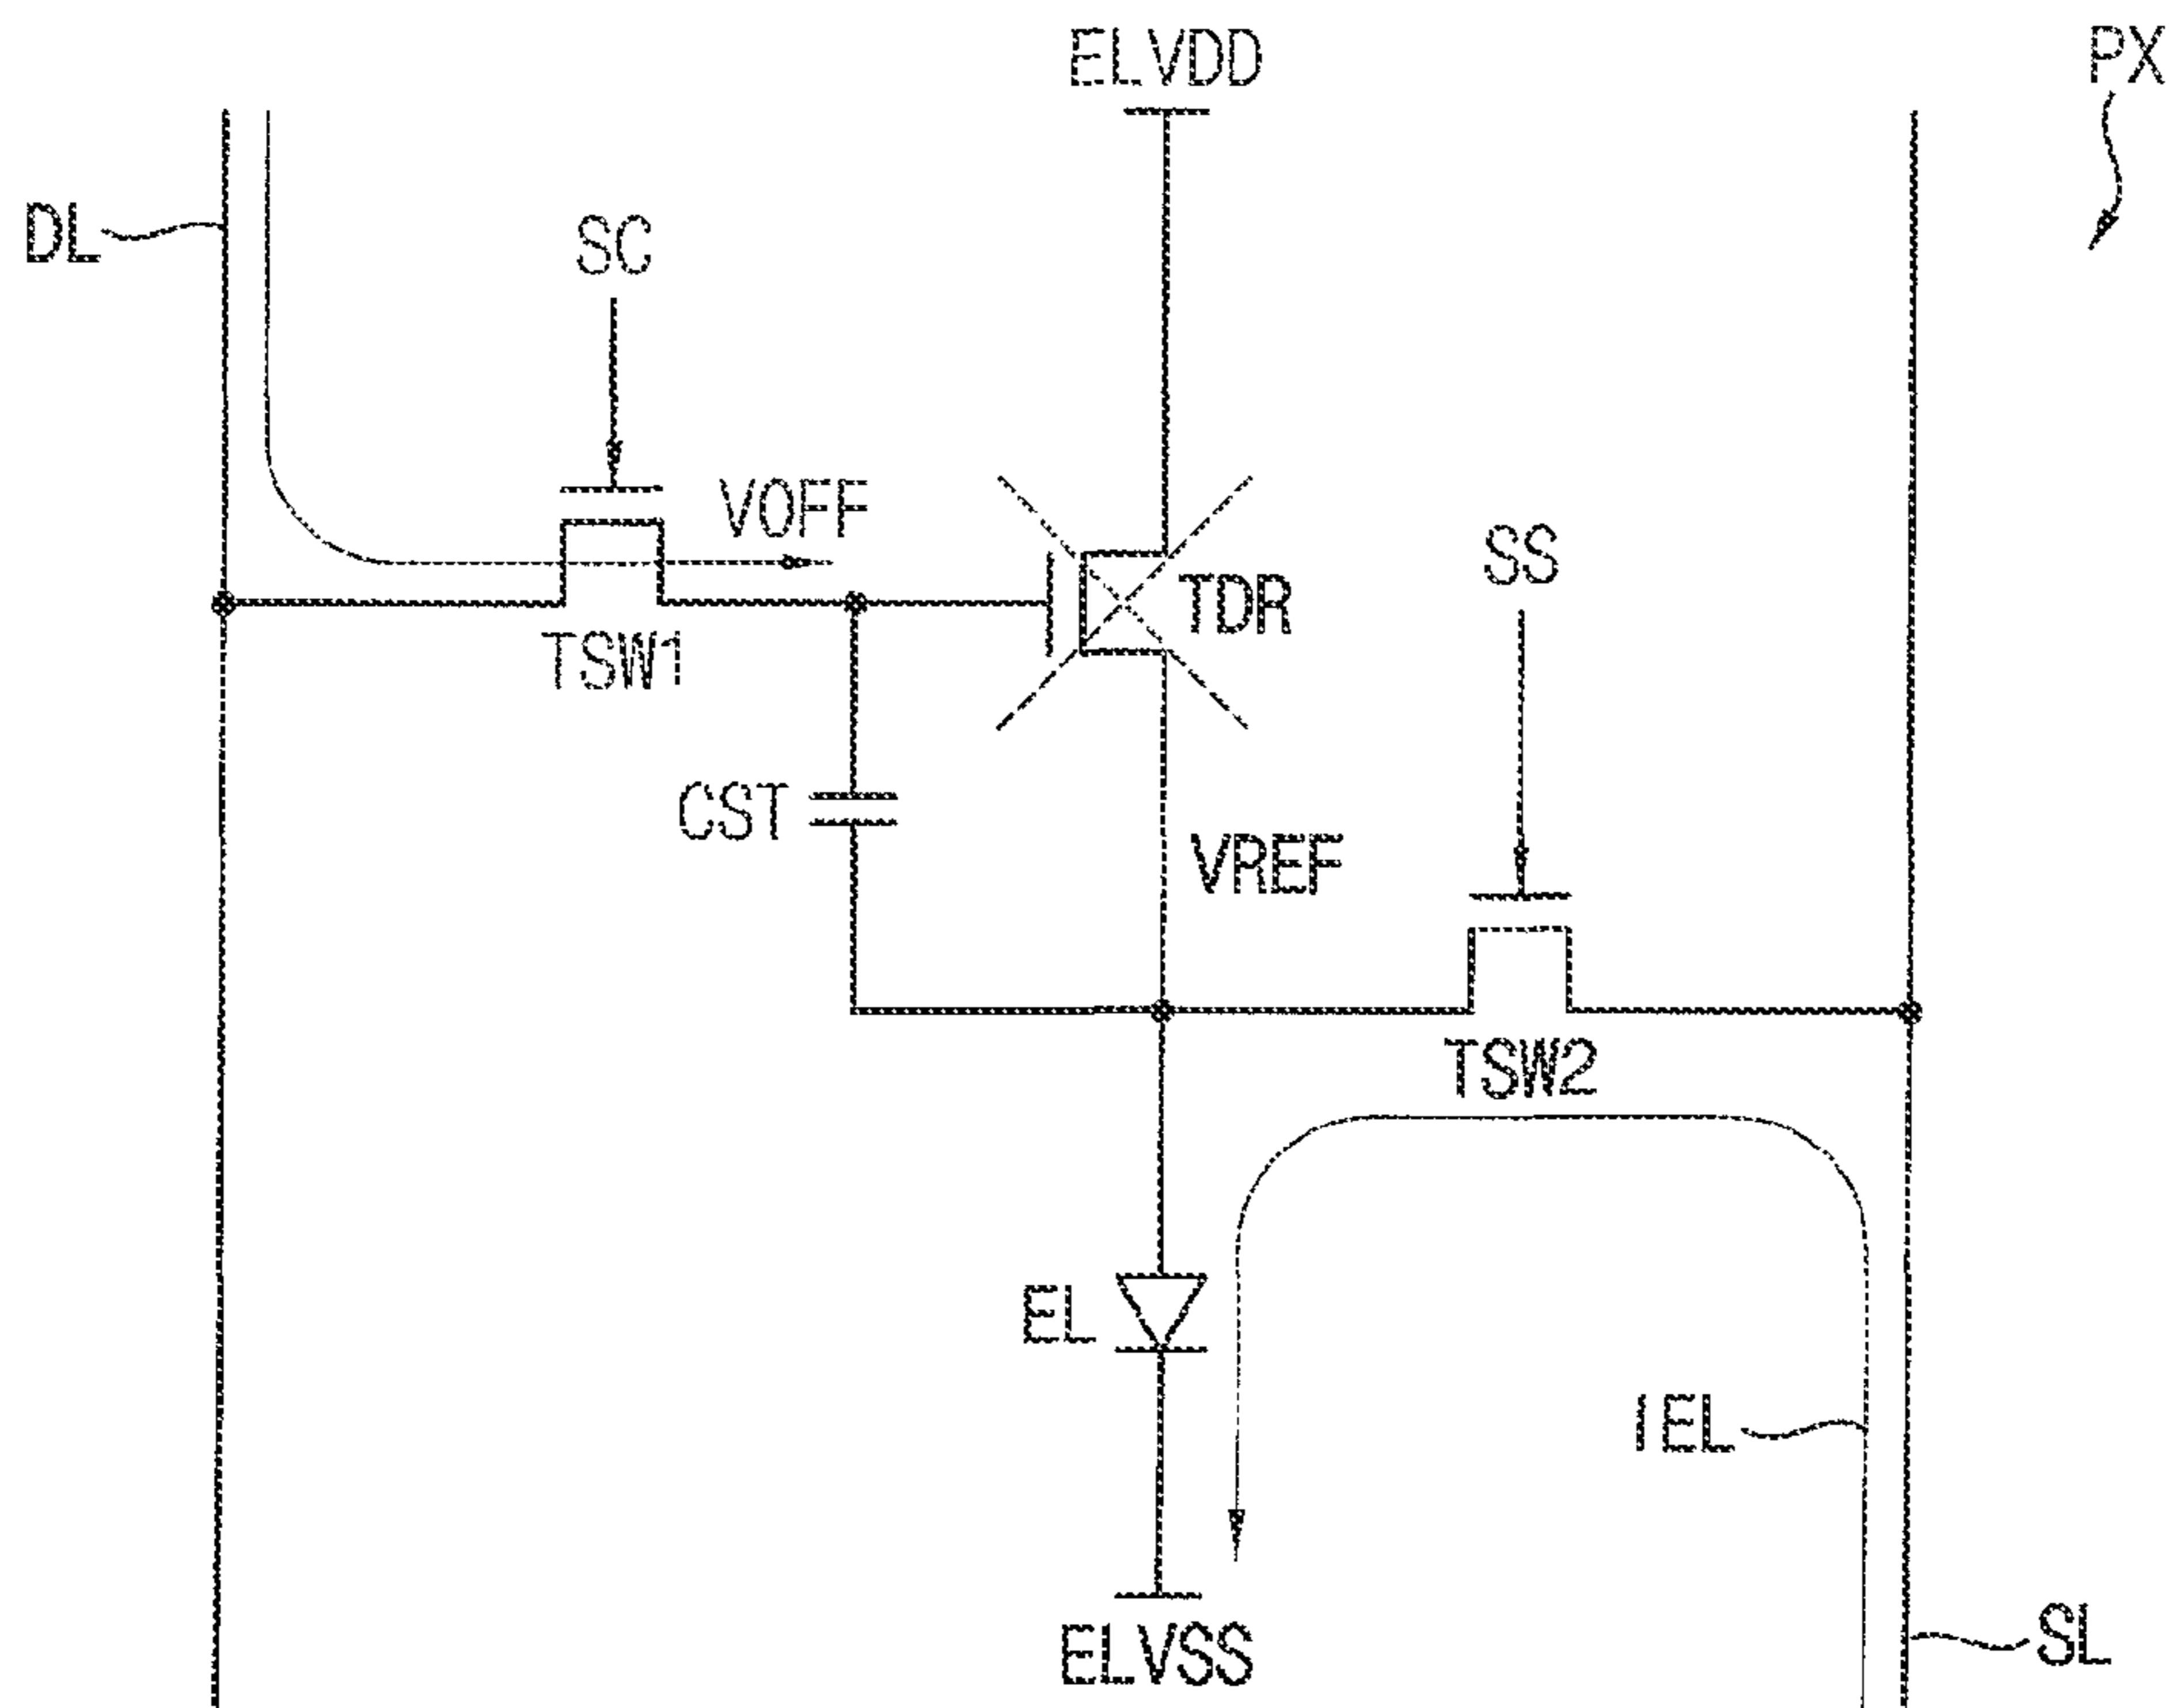 ELVDD
PX
DL
SC
VOFF
SS
TDR
TSW1
CST
VREF
TSW2
EL
IEL
ELVSS
SL